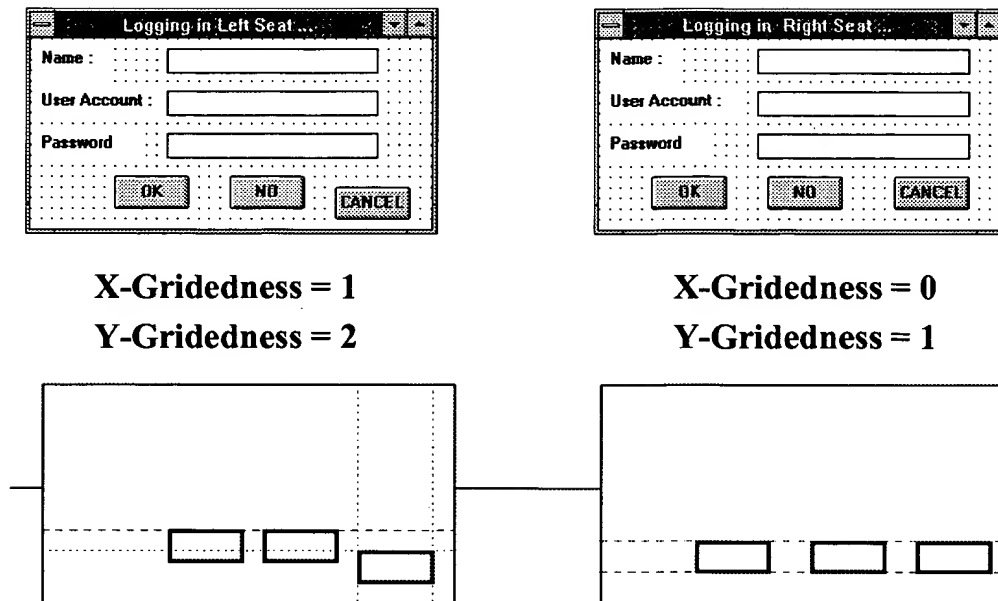 Logging in Left Seat ...
Name :
User Account :
Password
OK NO CANCEL
Logging in Right Seat ...
Name :
User Account :
Password
OK NO CANCEL
X-Gridedness = 1
Y-Gridedness = 2
X-Gridedness = 0
Y-Gridedness = 1